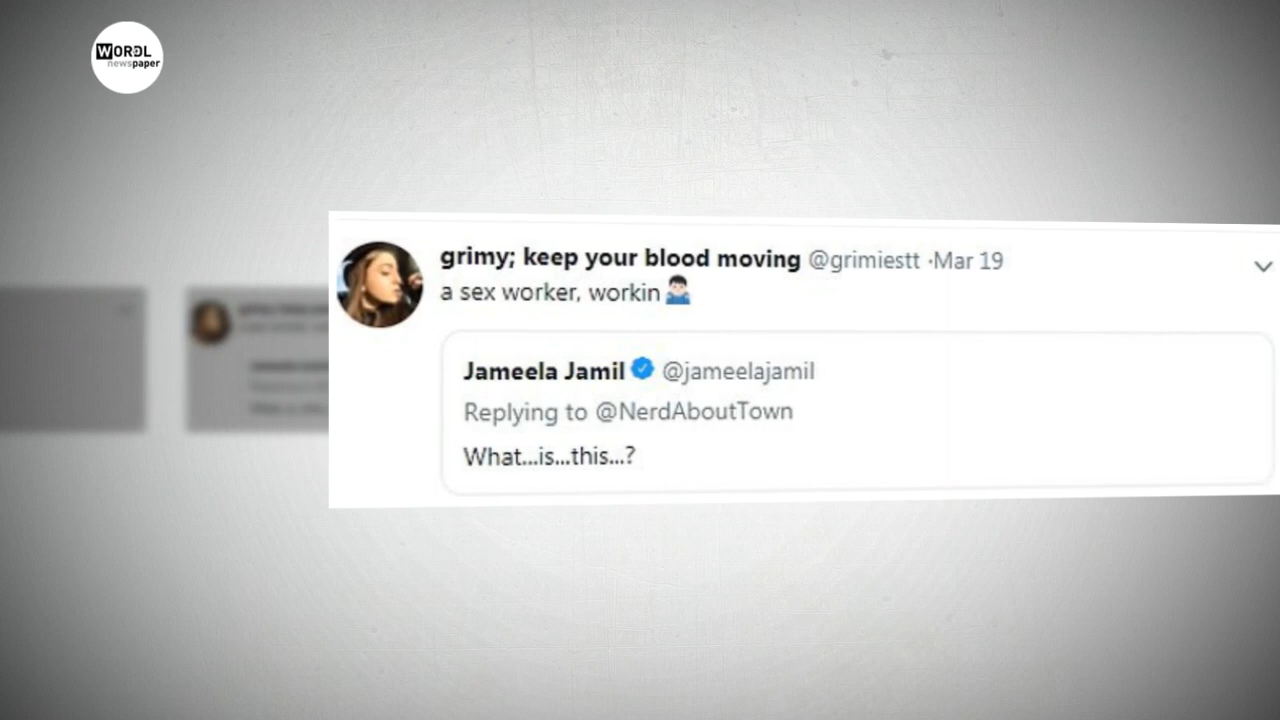 WORDL
newspaper
grimy; keep your blood moving @grimiestt ·Mar 19
a sex worker, workin
Jameela Jamil @jameelajamil
Replying to @NerdAboutTown
What...is...this...?